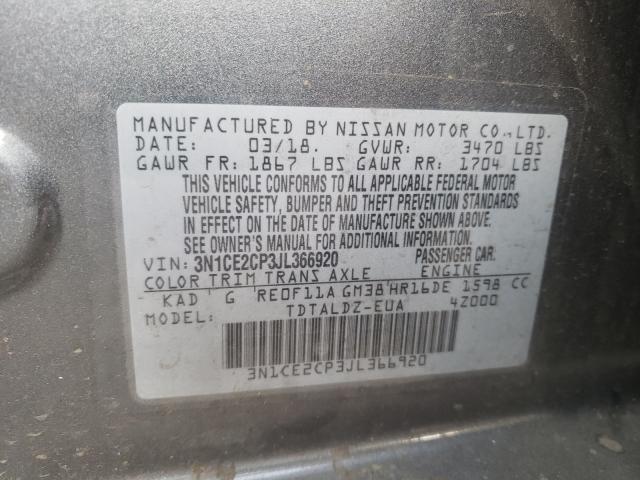 MANUFACTURED BY NISSAN MOTOR CO., LTD.
DATE: 03/18. GVWR: 3470 LBS
GAWR FR: 1867 LBS GAWR RR: 1704 LBS
THIS VEHICLE CONFORMS TO ALL APPLICABLE FEDERAL MOTOR
VEHICLE SAFETY, BUMPER AND THEFT PREVENTION STANDARDS
IN EFFECT ON THE DATE OF MANUFACTURE SHOWN ABOVE.
SEE OWNER'S MANUAL FOR ADDITIONAL INFORMATION.
VIN: 3N1CE2CP3JL366920 PASSENGER CAR.
COLOR TRIM TRANS AXLE ENGINE
KAD G RE0F11A GM38 HR16DE 1598 CC
MODEL: TDTALDZ-EUA 4Z000
3N1CE2CP3JL366920